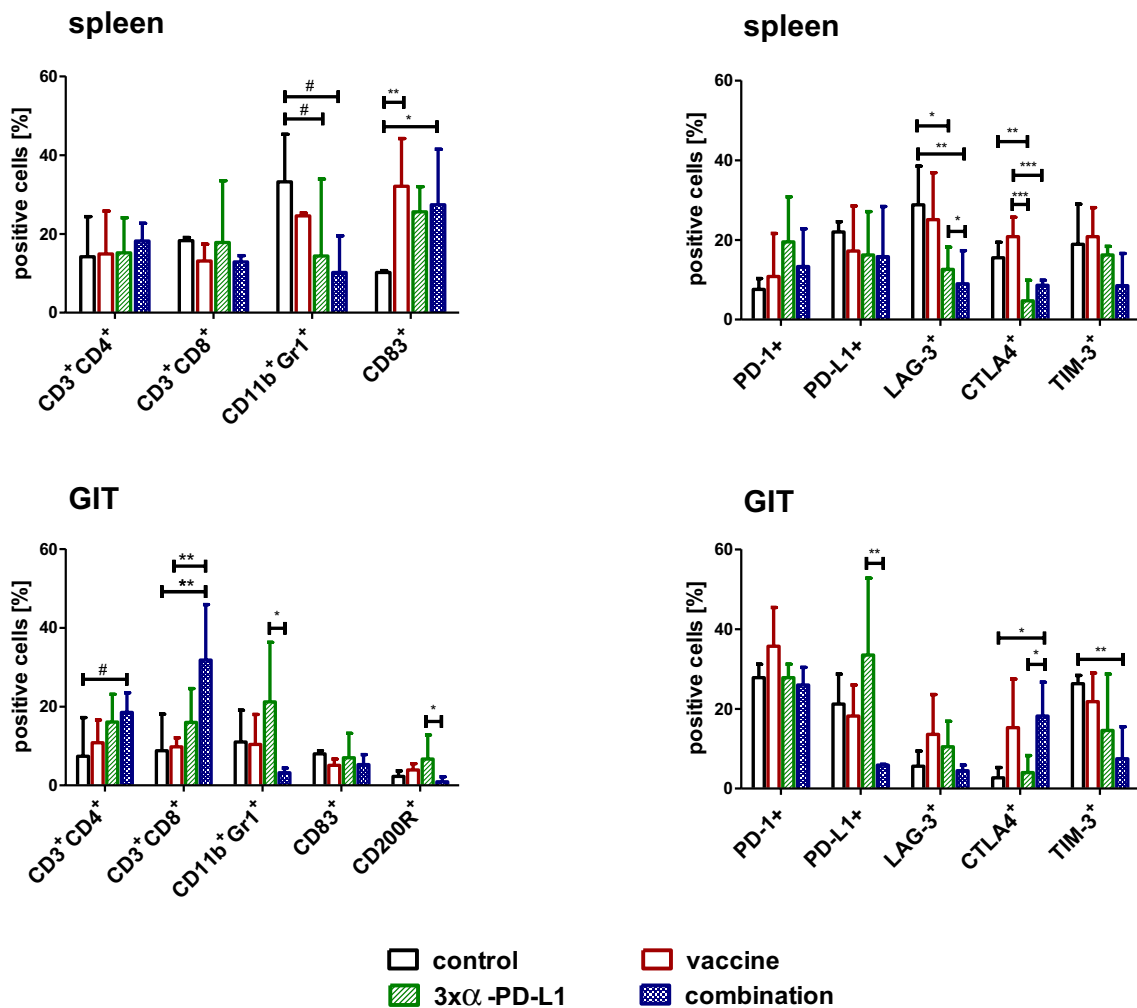 spleen
positive cells [%]
60
40
20
0
#
#
**
*
CD3⁺CD4⁺
CD3⁺CD8⁺
CD11b⁺Gr1⁺
CD83⁺
spleen
positive cells [%]
60
40
20
0
*
**
*
**
***
***
PD-1+
PD-L1+
LAG-3⁺
CTLA4⁺
TIM-3⁺
GIT
positive cells [%]
60
40
20
0
#
**
**
*
*
CD3⁺CD4⁺
CD3⁺CD8⁺
CD11b⁺Gr1⁺
CD83⁺
CD200R⁺
GIT
positive cells [%]
60
40
20
0
**
*
*
**
PD-1+
PD-L1+
LAG-3⁺
CTLA4⁺
TIM-3⁺
control
vaccine
3xα -PD-L1
combination